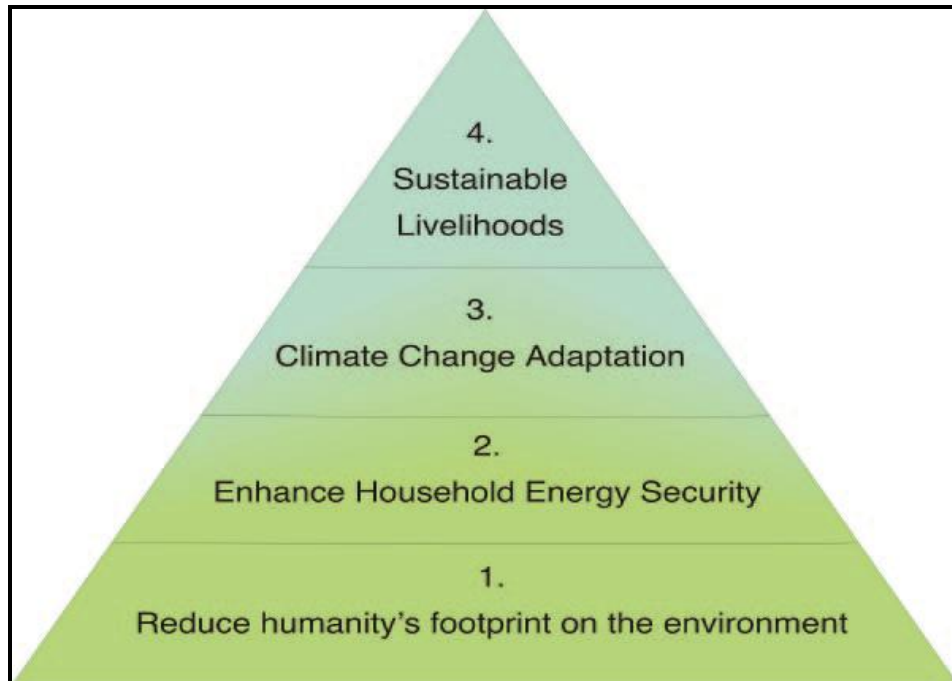 4.
Sustainable
Livelihoods
3.
Climate Change Adaptation
2.
Enhance Household Energy Security
1.
Reduce humanity’s footprint on the environment